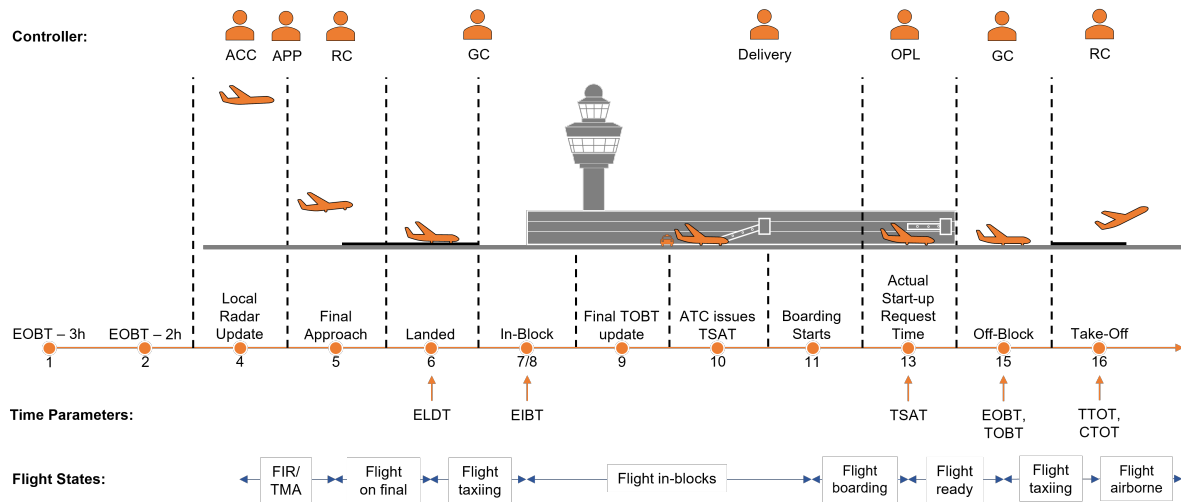 Controller:
ACC
APP
RC
GC
Delivery
OPL
GC
RC
EOBT – 3h
EOBT – 2h
Local
Radar
Update
Final
Approach
Landed
In-Block
Final TOBT
update
ATC issues
TSAT
Boarding
Starts
Actual
Start-up
Request
Time
Off-Block
Take-Off
1
2
4
5
6
7/8
9
10
11
13
15
16
Time Parameters:
ELDT
EIBT
TSAT
EOBT,
TOBT
TTOT,
CTOT
Flight States:
FIR/
TMA
Flight
on final
Flight
taxiing
Flight in-blocks
Flight
boarding
Flight
ready
Flight
taxiing
Flight
airborne